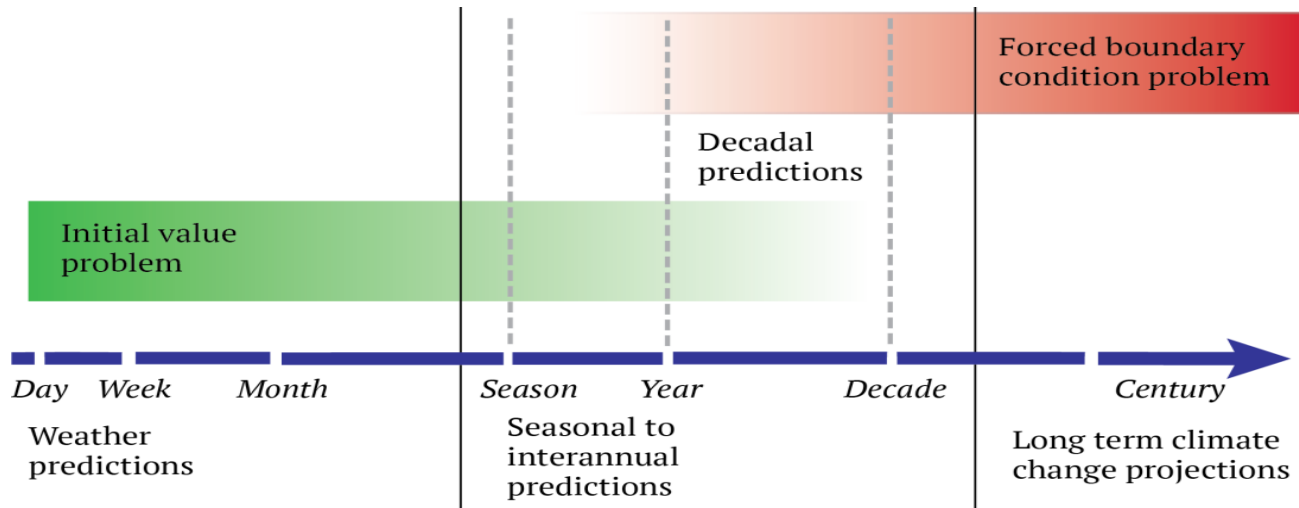 Forced boundary
condition problem
Decadal
predictions
Initial value
problem
Day Week Month Season Year Decade Century
Weather
predictions
Seasonal to
interannual
predictions
Long term climate
change projections